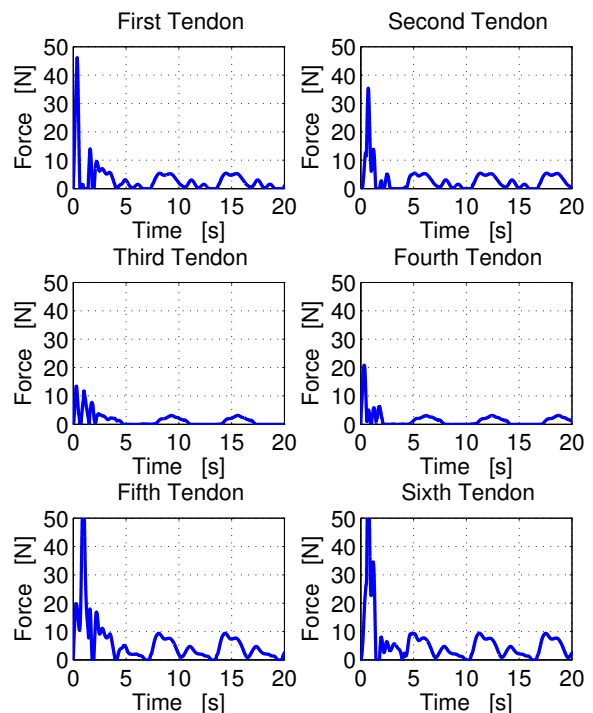 First Tendon
Second Tendon
50
40
30
20
10
0
Force [N]
0 5 10 15 20
Time [s]
50
40
30
20
10
0
Force [N]
0 5 10 15 20
Time [s]
Third Tendon
Fourth Tendon
50
40
30
20
10
0
Force [N]
0 5 10 15 20
Time [s]
50
40
30
20
10
0
Force [N]
0 5 10 15 20
Time [s]
Fifth Tendon
Sixth Tendon
50
40
30
20
10
0
Force [N]
0 5 10 15 20
Time [s]
50
40
30
20
10
0
Force [N]
0 5 10 15 20
Time [s]